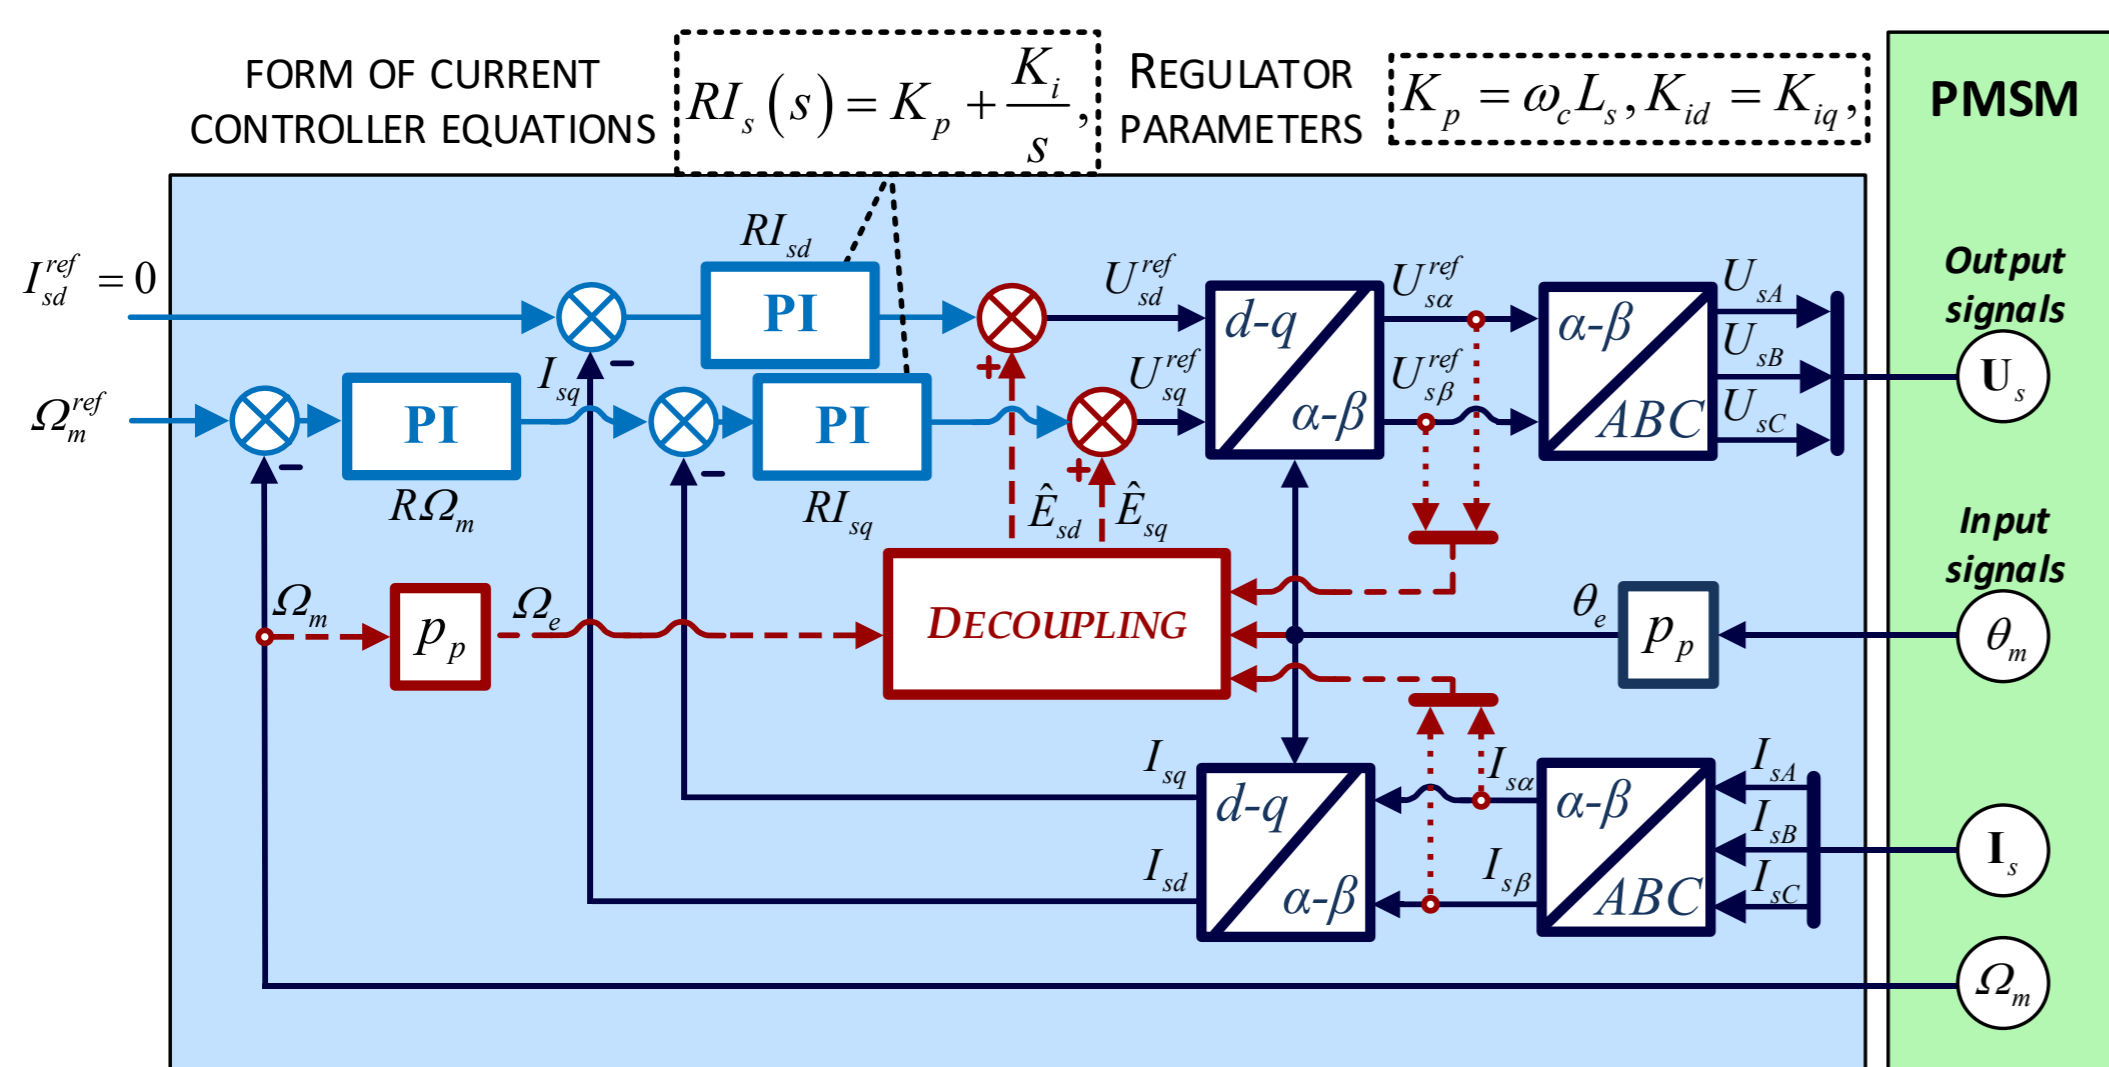 FORM OF CURRENT
CONTROLLER EQUATIONS
RI_s(s) = K_p + K_i/s,
REGULATOR
PARAMETERS
K_p = ω_c L_s, K_id = K_iq,
PMSM
I_sd^ref = 0
RI_sd
PI
U_sd^ref
d-q
α-β
U_sα^ref
α-β
ABC
U_sA
U_sB
U_sC
Output
signals
U_s
Ω_m^ref
PI
RΩ_m
I_sq
PI
RI_sq
U_sq^ref
U_sβ^ref
Ê_sd
Ê_sq
−
−
−
+
+
Ω_m
p_p
Ω_e
DECOUPLING
θ_e
p_p
Input
signals
θ_m
I_sq
I_sd
d-q
α-β
I_sα
I_sβ
α-β
ABC
I_sA
I_sB
I_sC
I_s
Ω_m